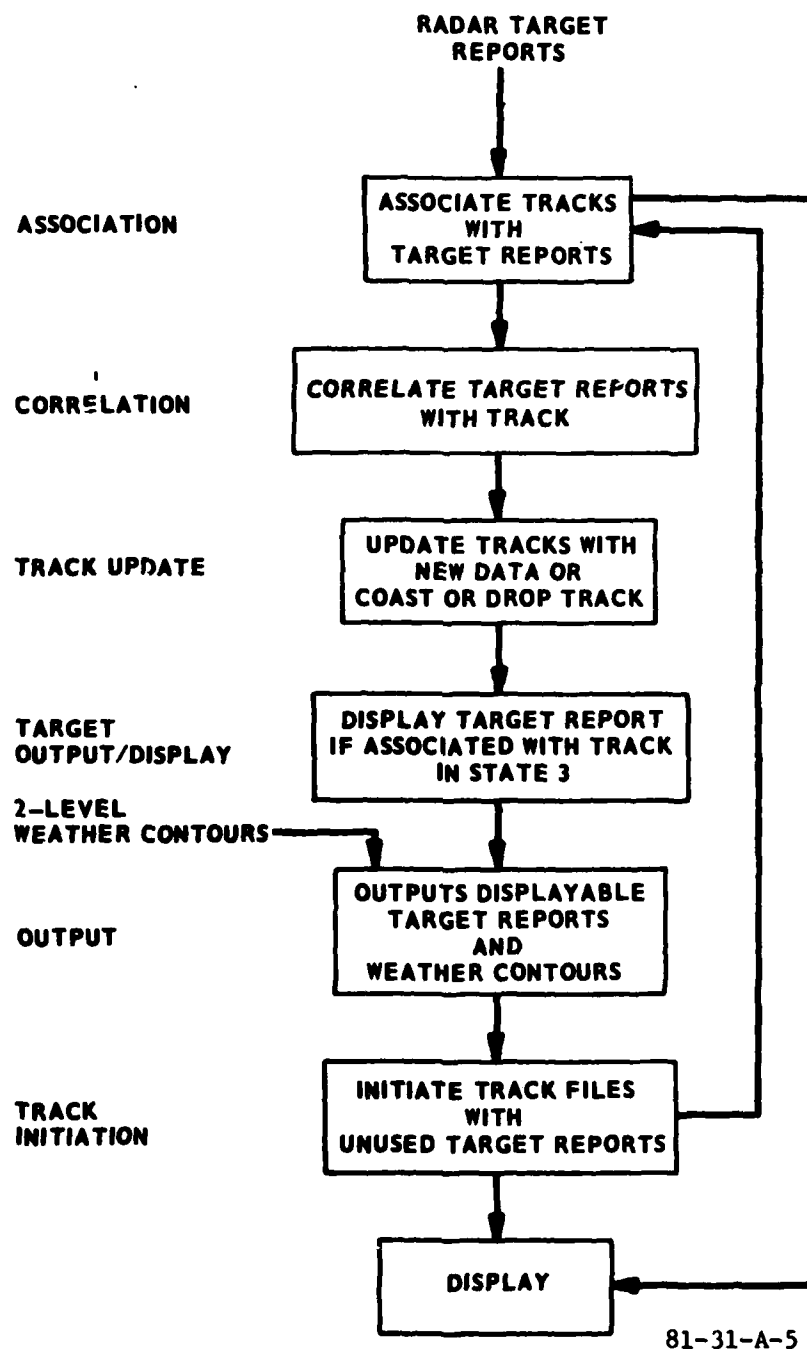 RADAR TARGET
REPORTS
ASSOCIATION
ASSOCIATE TRACKS
WITH
TARGET REPORTS
CORRELATION
CORRELATE TARGET REPORTS
WITH TRACK
TRACK UPDATE
UPDATE TRACKS WITH
NEW DATA OR
COAST OR DROP TRACK
TARGET
OUTPUT/DISPLAY
DISPLAY TARGET REPORT
IF ASSOCIATED WITH TRACK
IN STATE 3
2-LEVEL
WEATHER CONTOURS
OUTPUT
OUTPUTS DISPLAYABLE
TARGET REPORTS
AND
WEATHER CONTOURS
TRACK
INITIATION
INITIATE TRACK FILES
WITH
UNUSED TARGET REPORTS
DISPLAY
81-31-A-5